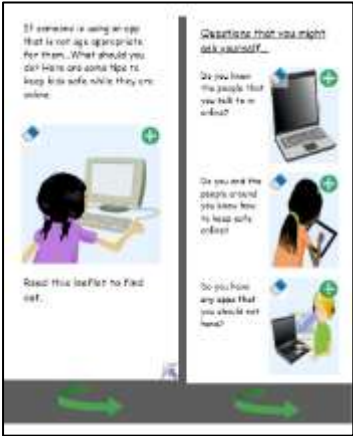 If someone is using an app
that is not age appropriate
for them...What should you
do? Here are some tips to
keep kids safe while they are
online.
Read this leaflet to find
out.
Questions that you might
ask yourself...
Do you know
the people that
you talk to
online?
Do you and the
people around
you know how
to keep safe
online?
Do you have
any apps that
you should not
have?